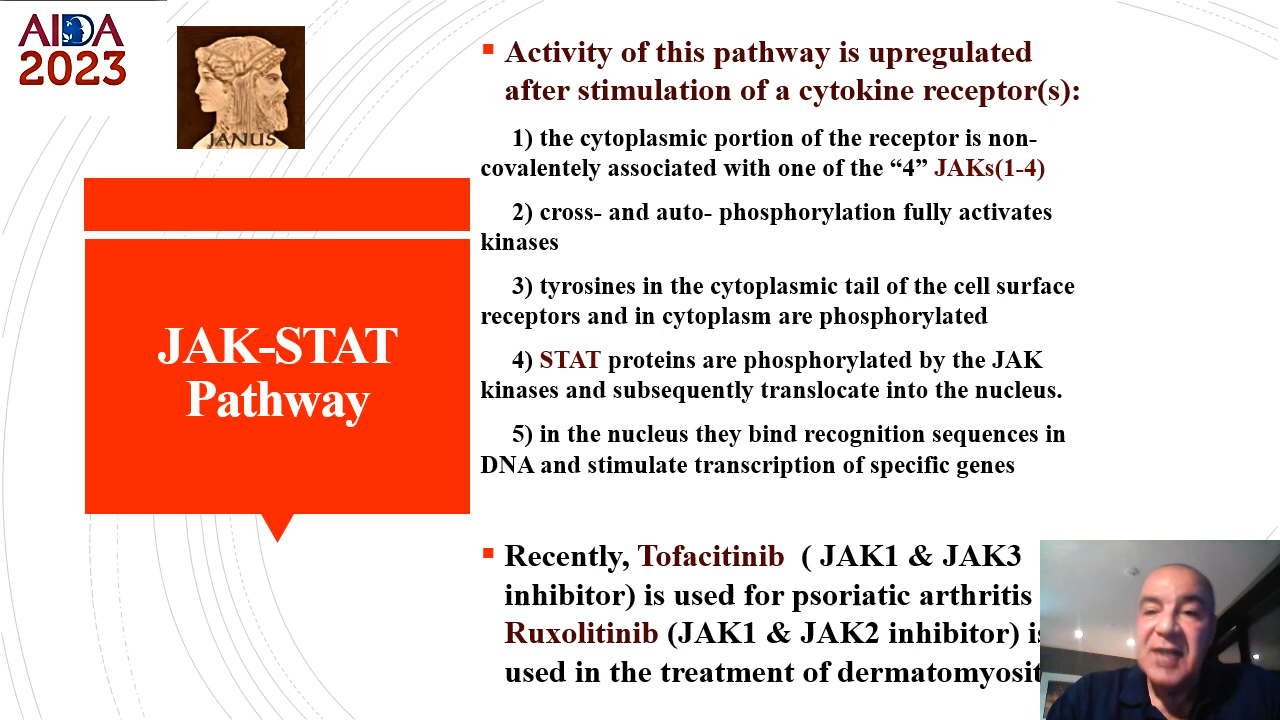 AIDA
2023
JANUS
JAK-STAT
Pathway
Activity of this pathway is upregulated
after stimulation of a cytokine receptor(s):
1) the cytoplasmic portion of the receptor is non-
covalentely associated with one of the “4” JAKs(1-4)
2) cross- and auto- phosphorylation fully activates
kinases
3) tyrosines in the cytoplasmic tail of the cell surface
receptors and in cytoplasm are phosphorylated
4) STAT proteins are phosphorylated by the JAK
kinases and subsequently translocate into the nucleus.
5) in the nucleus they bind recognition sequences in
DNA and stimulate transcription of specific genes
Recently, Tofacitinib ( JAK1 & JAK3
inhibitor) is used for psoriatic arthritis
Ruxolitinib (JAK1 & JAK2 inhibitor)
used in the treatment of